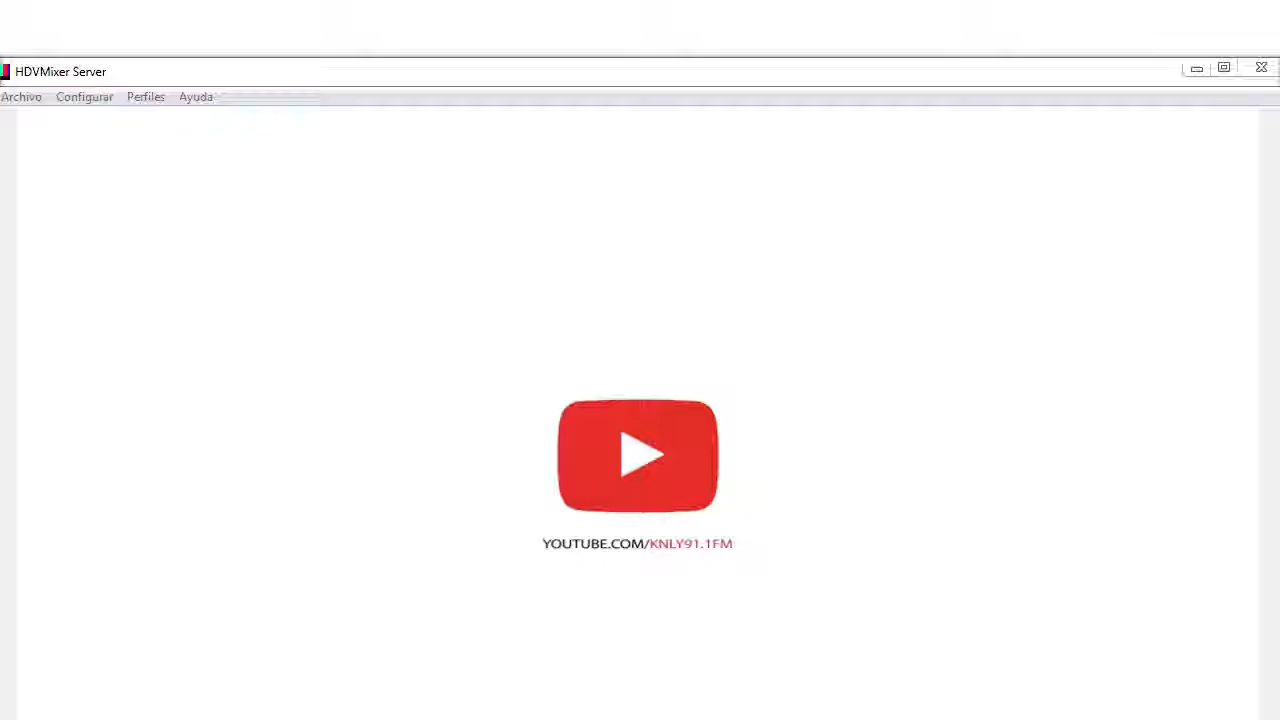 HDVMixer Server
Archivo Configurar Perfiles Ayuda
YOUTUBE.COM/KNLY91.1FM